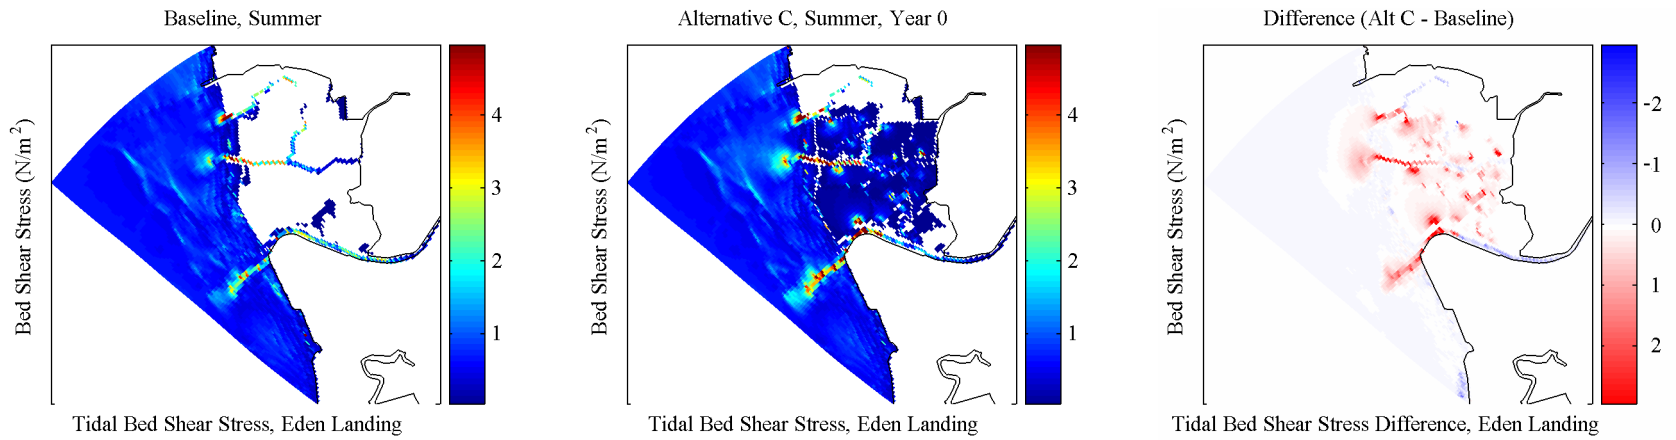 Baseline, Summer
Bed Shear Stress (N/m²)
4
3
2
1
Tidal Bed Shear Stress, Eden Landing
Alternative C, Summer, Year 0
Bed Shear Stress (N/m²)
4
3
2
1
Tidal Bed Shear Stress, Eden Landing
Difference (Alt C - Baseline)
Bed Shear Stress (N/m²)
-2
-1
0
1
2
Tidal Bed Shear Stress Difference, Eden Landing